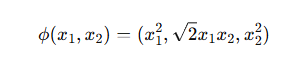 ϕ(x₁, x₂) = (x₁², √2x₁x₂, x₂²)